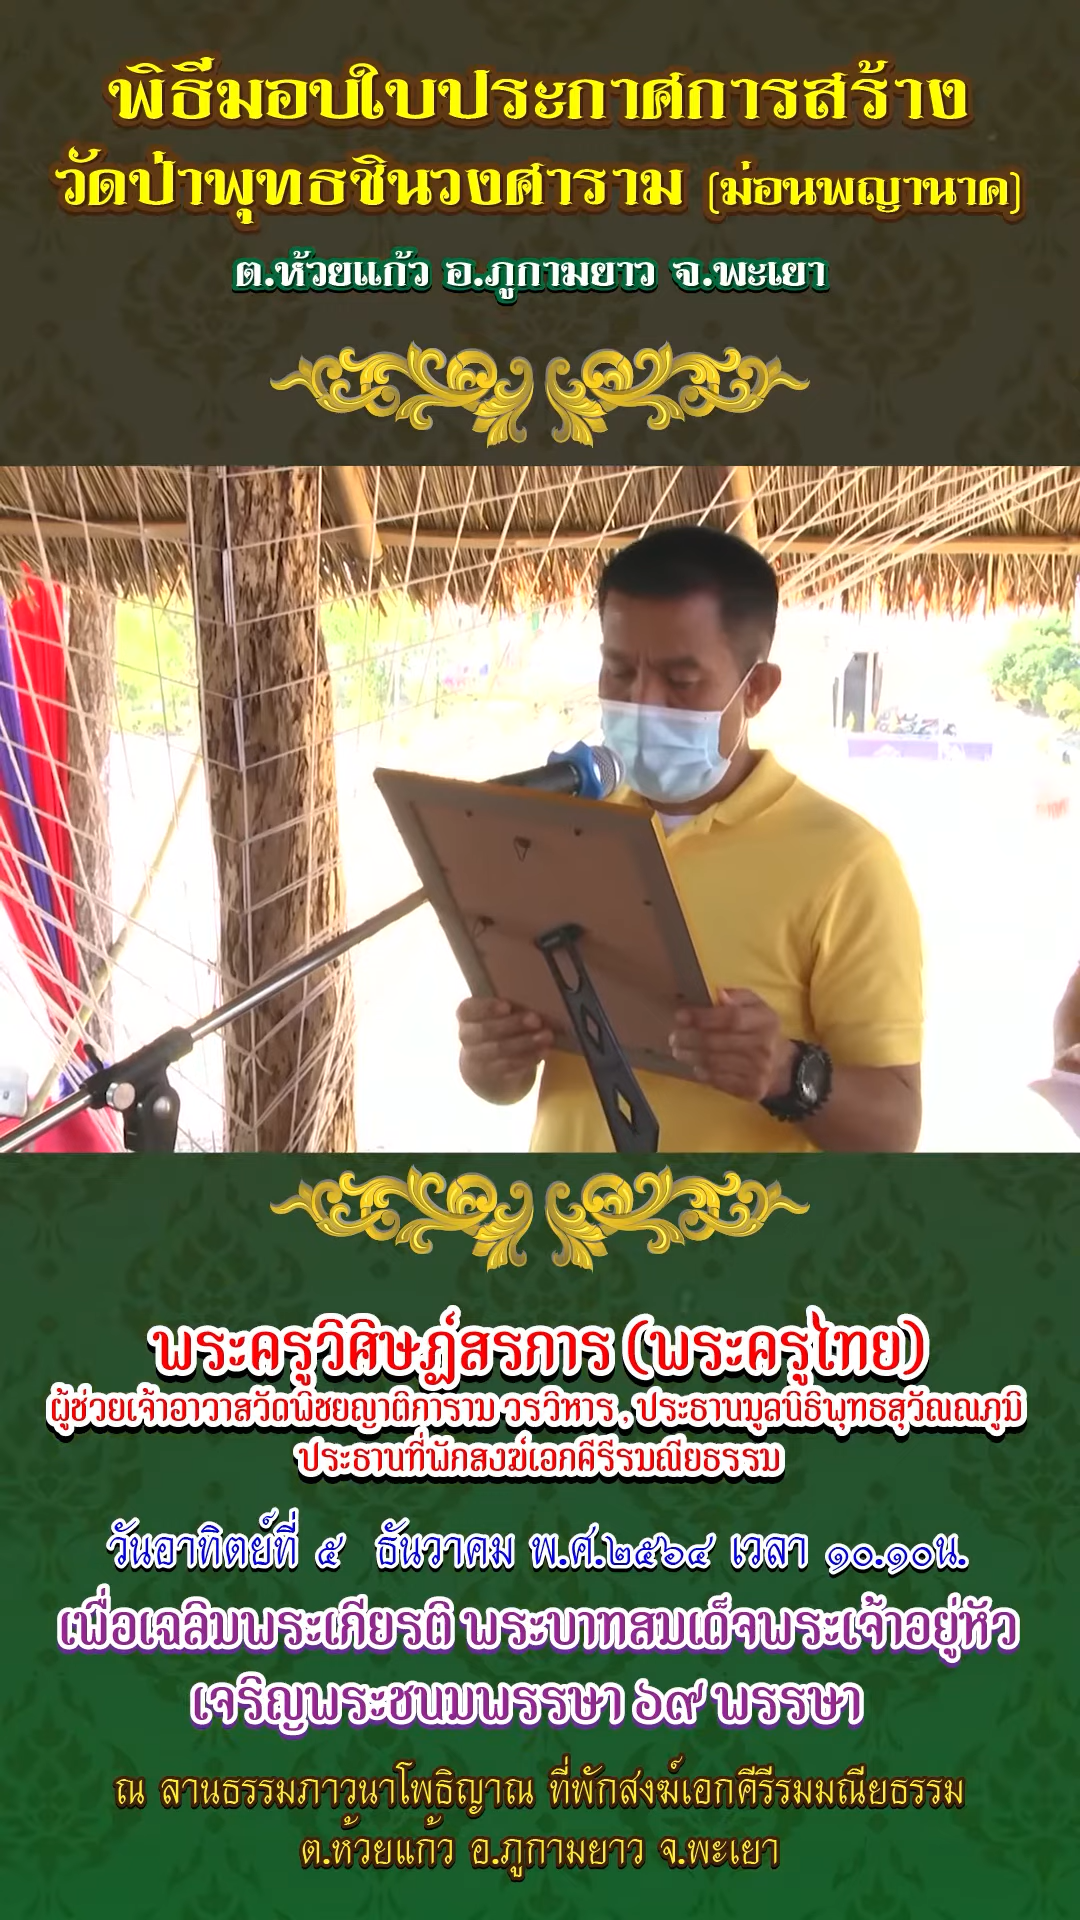 พิธีมอบใบประกาศการสร้าง
วัดป่าพุทธชินวงศาราม (ม่อนพญานาค)
ต.ห้วยแก้ว อ.ภูกามยาว จ.พะเยา
พระครูวิศิษฏ์สรการ (พระครูไทย)
ผู้ช่วยเจ้าอาวาสวัดพิชยญาติการาม วรวิหาร , ประธานมูลนิธิพุทธสุวัณณภูมิ
ประธานที่พักสงฆ์เอกคีรีรมณียธรรม
วันอาทิตย์ที่ ๕ ธันวาคม พ.ศ.๒๕๖๔ เวลา ๑๐.๑๐น.
เพื่อเฉลิมพระเกียรติ พระบาทสมเด็จพระเจ้าอยู่หัว
เจริญพระชนมพรรษา ๖๙ พรรษา
ณ ลานธรรมภาวนาโพธิญาณ ที่พักสงฆ์เอกคีรีรมมณียธรรม
ต.ห้วยแก้ว อ.ภูกามยาว จ.พะเยา